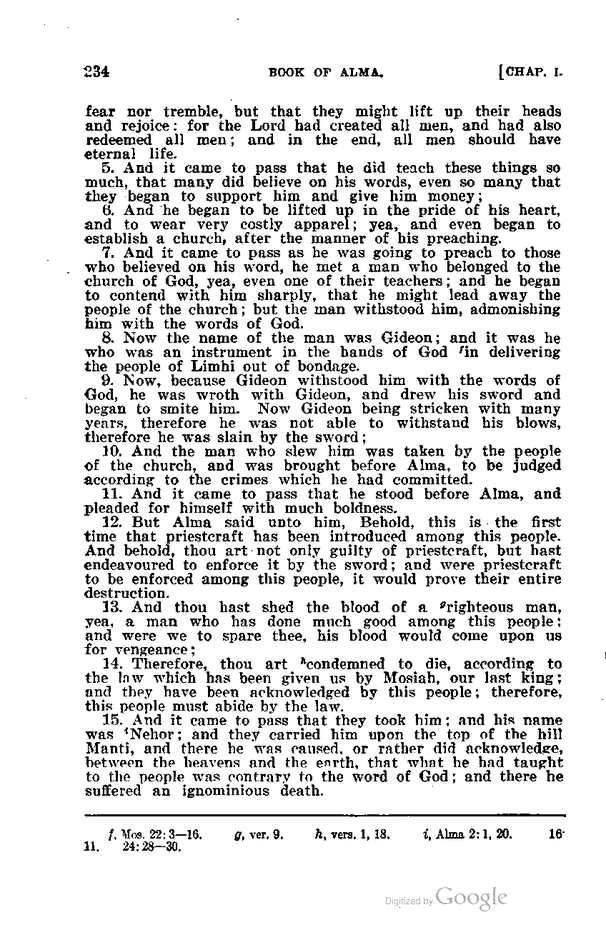 234 BOOK OF ALMA. [CHAP. I.
fear nor tremble, but that they might lift up their heads
and rejoice: for the Lord had created all men, and had also
redeemed all men; and in the end, all men should have
eternal life.
5. And it came to pass that he did teach these things so
much, that many did believe on his words, even so many that
they began to support him and give him money;
6. And he began to be lifted up in the pride of his heart,
and to wear very costly apparel; yea, and even began to
establish a church, after the manner of his preaching.
7. And it came to pass as he was going to preach to those
who believed on his word, he met a man who belonged to the
church of God, yea, even one of their teachers; and he began
to contend with him sharply, that he might lead away the
people of the church; but the man withstood him, admonishing
him with the words of God.
8. Now the name of the man was Gideon; and it was he
who was an instrument in the hands of God fin delivering
the people of Limhi out of bondage.
9. Now, because Gideon withstood him with the words of
God, he was wroth with Gideon, and drew his sword and
began to smite him. Now Gideon being stricken with many
years, therefore he was not able to withstand his blows,
therefore he was slain by the sword;
10. And the man who slew him was taken by the people
of the church, and was brought before Alma, to be judged
according to the crimes which he had committed.
11. And it came to pass that he stood before Alma, and
pleaded for himself with much boldness.
12. But Alma said unto him, Behold, this is the first
time that priestcraft has been introduced among this people.
And behold, thou art not only guilty of priestcraft, but hast
endeavoured to enforce it by the sword; and were priestcraft
to be enforced among this people, it would prove their entire
destruction.
13. And thou hast shed the blood of a grighteous man,
yea, a man who has done much good among this people;
and were we to spare thee, his blood would come upon us
for vengeance;
14. Therefore, thou art hcondemned to die, according to
the law which has been given us by Mosiah, our last king;
and they have been acknowledged by this people; therefore,
this people must abide by the law.
15. And it came to pass that they took him; and his name
was iNehor; and they carried him upon the top of the hill
Manti, and there he was caused, or rather did acknowledge,
between the heavens and the earth, that what he had taught
to the people was contrary to the word of God; and there he
suffered an ignominious death.
f, Mos. 22:3—16. g, ver. 9. h, vers. 1, 18. i, Alma 2:1, 20. 16
11. 24:28—30.
Digitized by Google